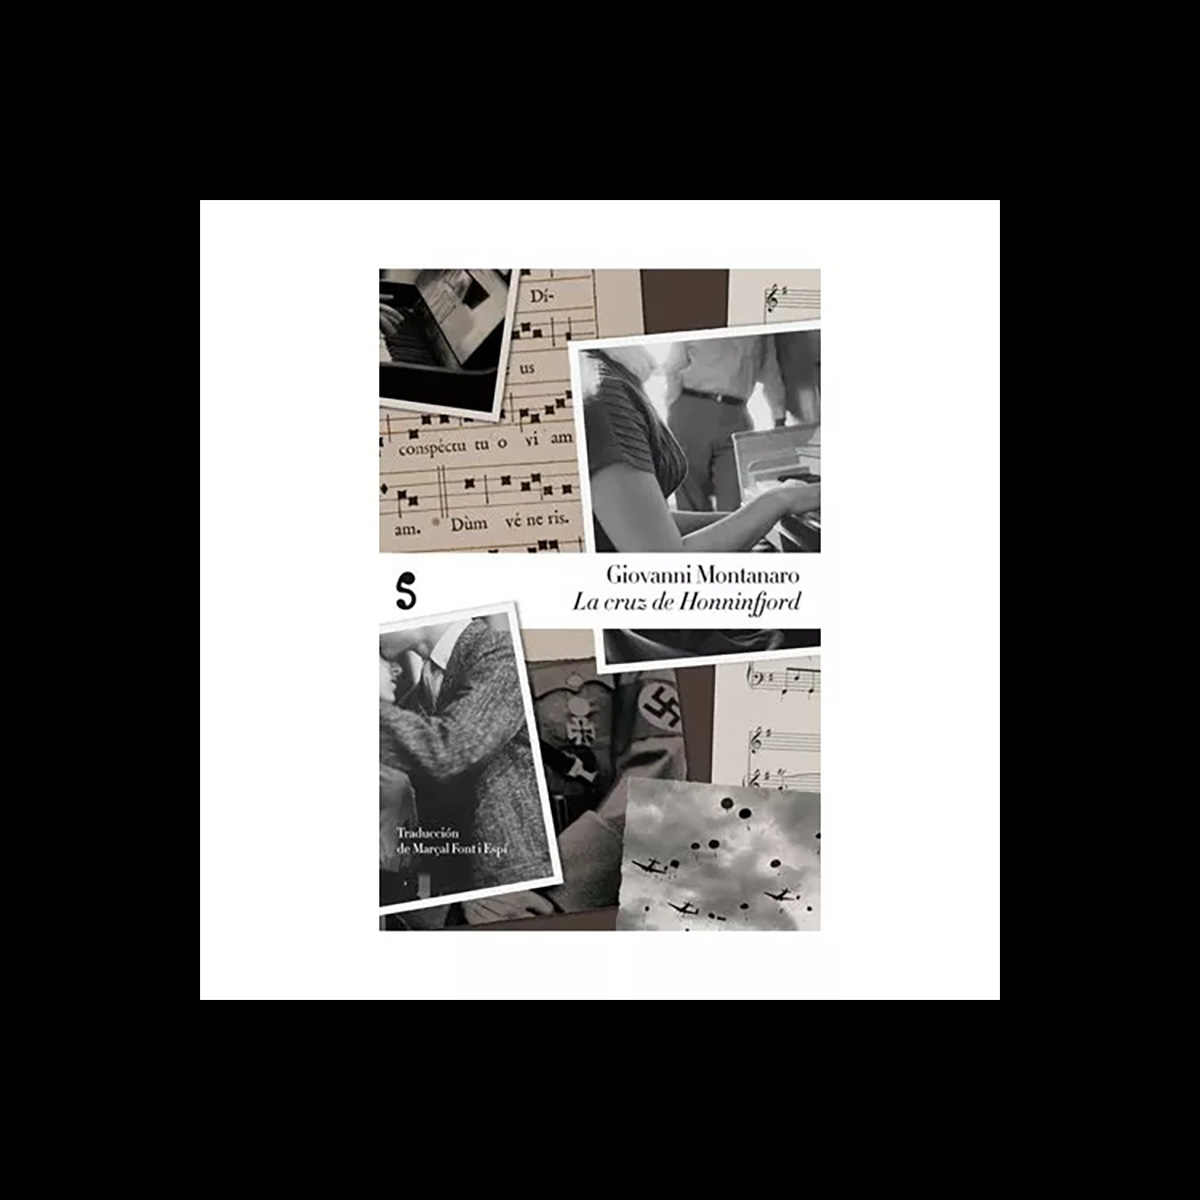 Dí-
us
conspéctu tu o vi am
am. Dùm vé ne ris.
S
Giovanni Montanaro
La cruz de Honninfjord
Traducción
de Marçal Font i Espí